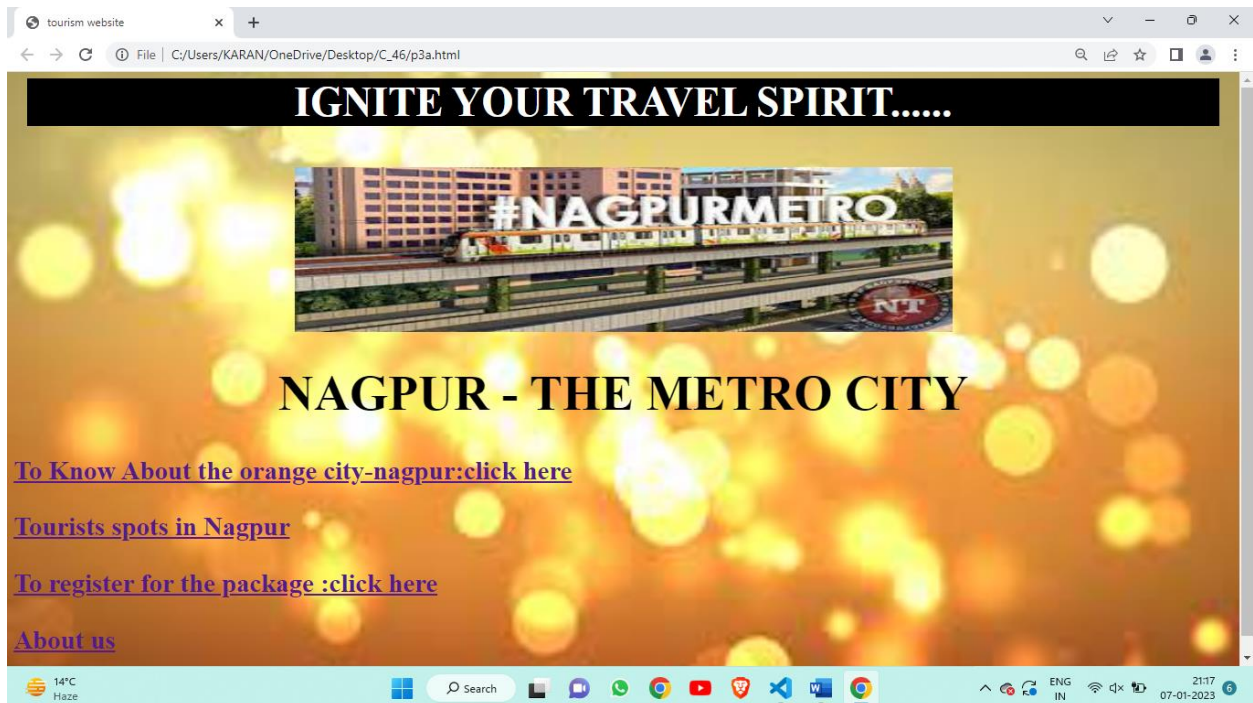 tourism website
File C:/Users/KARAN/OneDrive/Desktop/C_46/p3a.html
IGNITE YOUR TRAVEL SPIRIT......
#NAGPURMETRO
NT
NAGPUR - THE METRO CITY
To Know About the orange city-nagpur:click here
Tourists spots in Nagpur
To register for the package :click here
About us
14°C
Haze
Search
ENG
IN
21:17
07-01-2023
6